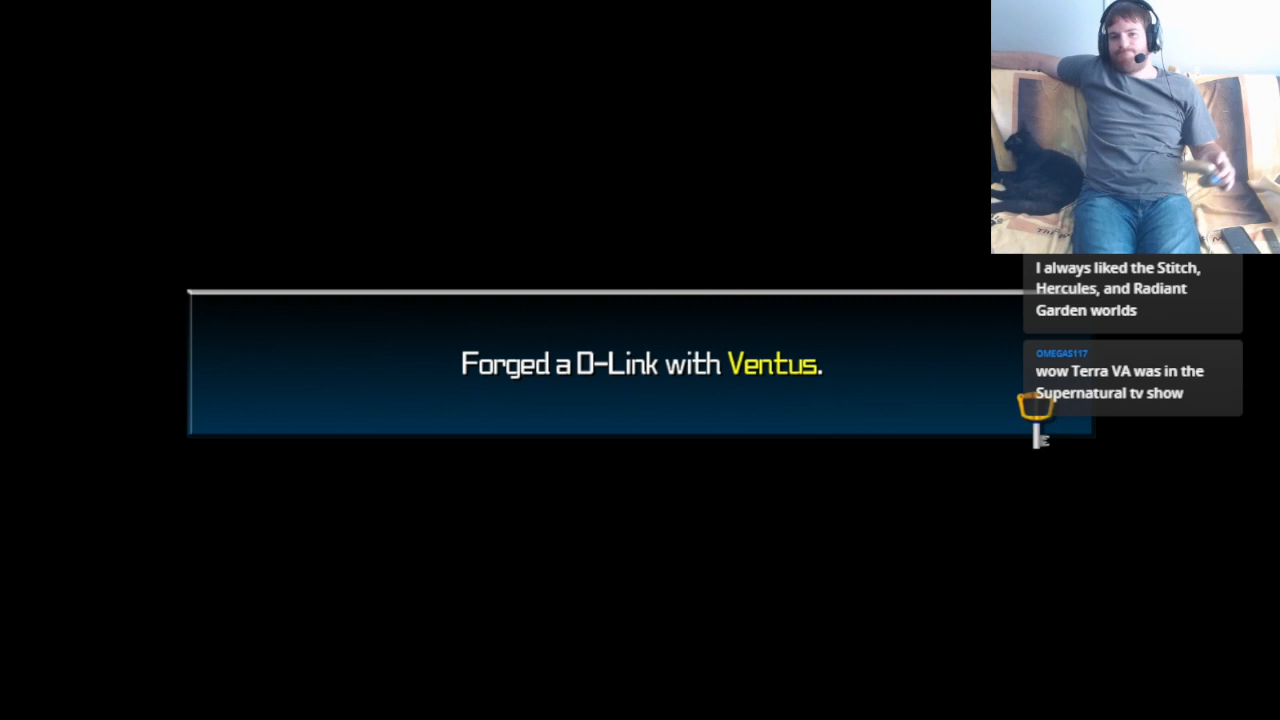 Forged a D-Link with Ventus.
I always liked the Stitch,
Hercules, and Radiant
Garden worlds
OMEGAS117
wow Terra VA was in the
Supernatural tv show